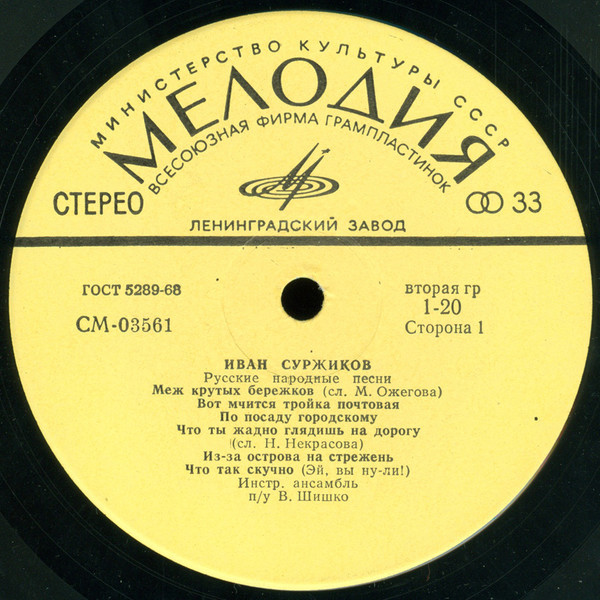 МИНИСТЕРСТВО КУЛЬТУРЫ СССР
МЕЛОДИЯ
ВСЕСОЮЗНАЯ ФИРМА ГРАМПЛАСТИНОК
СТЕРЕО
33
ЛЕНИНГРАДСКИЙ ЗАВОД
ГОСТ 5289-68
вторая гр
СМ-03561
1-20
Сторона 1
ИВАН СУРЖИКОВ
Русские народные песни
Меж крутых бережков (сл. М. Ожегова)
Вот мчится тройка почтовая
По посаду городскому
Что ты жадно глядишь на дорогу
(сл. Н. Некрасова)
Из-за острова на стрежень
Что так скучно (Эй, вы ну-ли!)
Инстр. ансамбль
п/у В. Шишко